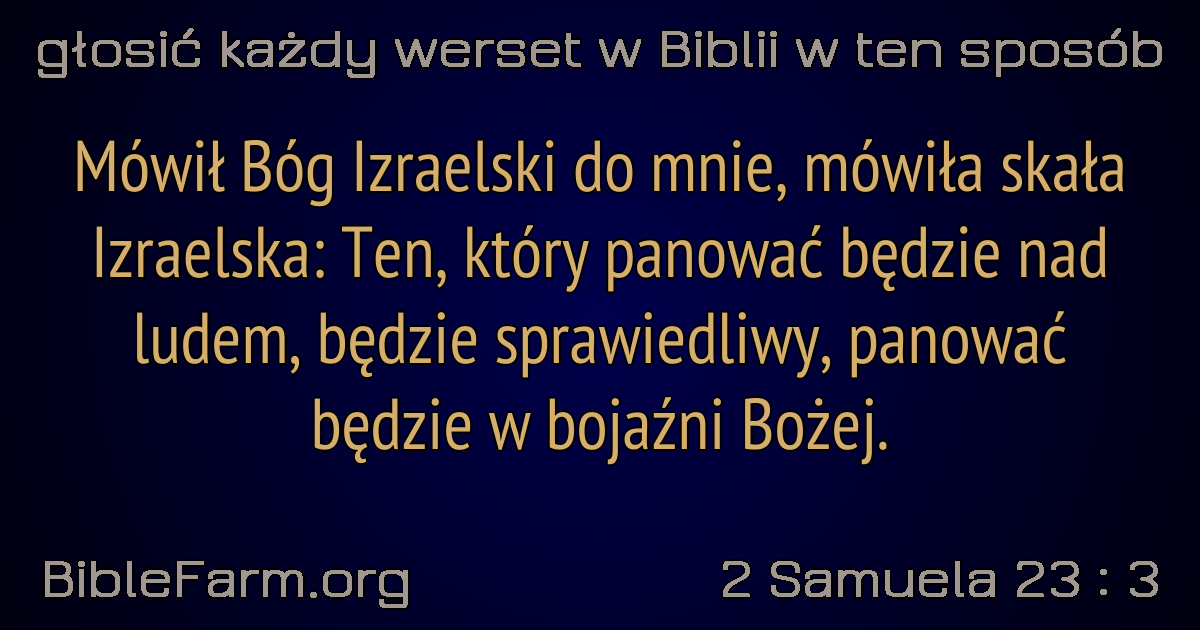 głosić każdy werset w Biblii w ten sposób
Mówił Bóg Izraelski do mnie, mówiła skała
Izraelska: Ten, który panować będzie nad
ludem, będzie sprawiedliwy, panować
będzie w bojaźni Bożej.
BibleFarm.org
2 Samuela 23 : 3